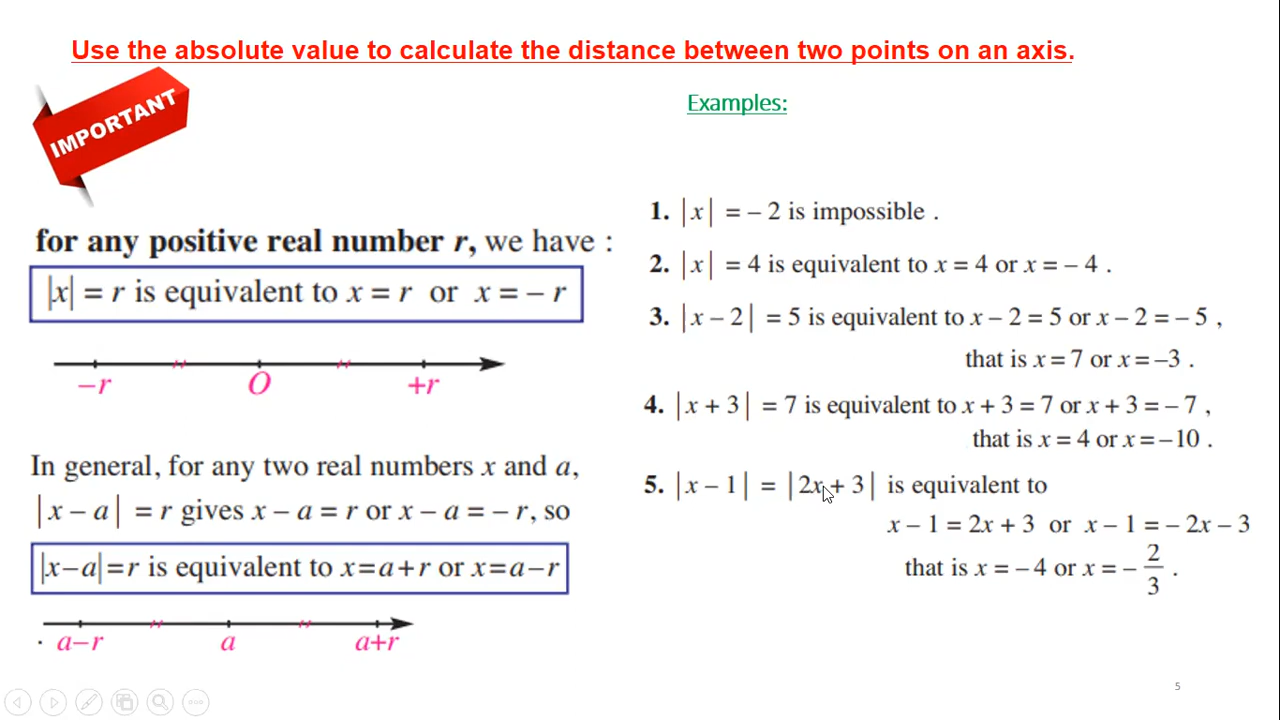 Use the absolute value to calculate the distance between two points on an axis.
IMPORTANT
Examples:
for any positive real number r, we have :
|x| = r is equivalent to x = r or x = – r
–r O +r
In general, for any two real numbers x and a,
|x – a| = r gives x – a = r or x – a = – r, so
|x–a|=r is equivalent to x=a+r or x=a–r
a–r a a+r
1. |x| = – 2 is impossible .
2. |x| = 4 is equivalent to x = 4 or x = – 4 .
3. |x – 2| = 5 is equivalent to x – 2 = 5 or x – 2 = – 5 ,
that is x = 7 or x = –3 .
4. |x + 3| = 7 is equivalent to x + 3 = 7 or x + 3 = – 7 ,
that is x = 4 or x = –10 .
5. |x – 1| = |2x + 3| is equivalent to
x – 1 = 2x + 3 or x – 1 = – 2x – 3
that is x = – 4 or x = – 2/3 .
5